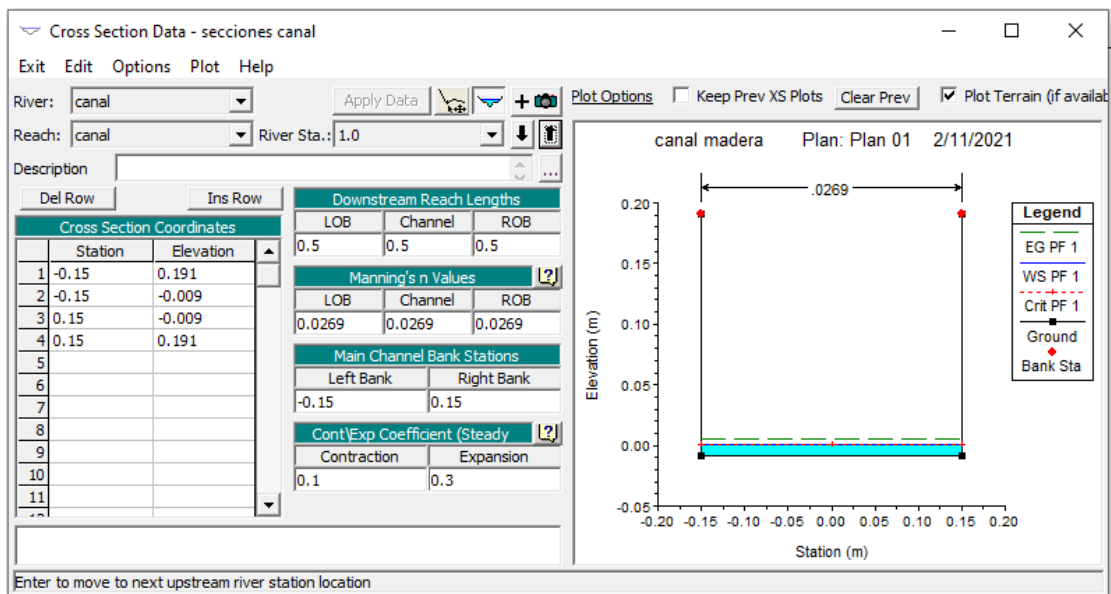 Cross Section Data - secciones canal
Exit Edit Options Plot Help
River: canal
Apply Data
Reach: canal River Sta.: 1.0
Description
...
Del Row Ins Row
Cross Section Coordinates
Station Elevation
1 -0.15 0.191
2 -0.15 -0.009
3 0.15 -0.009
4 0.15 0.191
5
6
7
8
9
10
11
Downstream Reach Lengths
LOB Channel ROB
0.5 0.5 0.5
Manning's n Values
LOB Channel ROB
0.0269 0.0269 0.0269
Main Channel Bank Stations
Left Bank Right Bank
-0.15 0.15
Cont\Exp Coefficient (Steady
Contraction Expansion
0.1 0.3
Plot Options Keep Prev XS Plots Clear Prev Plot Terrain (if availab
canal madera Plan: Plan 01 2/11/2021
.0269
0.20
0.15
0.10
0.05
0.00
-0.05
Elevation (m)
-0.20 -0.15 -0.10 -0.05 0.00 0.05 0.10 0.15 0.20
Station (m)
Legend
EG PF 1
WS PF 1
Crit PF 1
Ground
Bank Sta
Enter to move to next upstream river station location